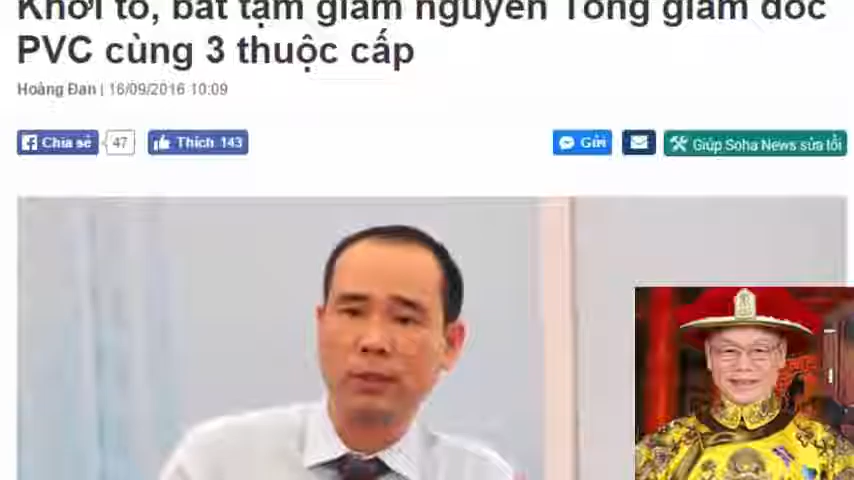 Khởi tố, bắt tạm giam nguyên Tổng giám đốc
PVC cùng 3 thuộc cấp
Hoàng Đan | 16/09/2016 10:09
Chia sẻ 47 Thích 143 Gửi Giúp Soha News sửa lỗi